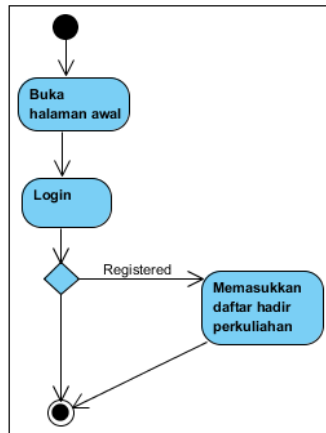 Buka
halaman awal
Login
Registered
Memasukkan
daftar hadir
perkuliahan